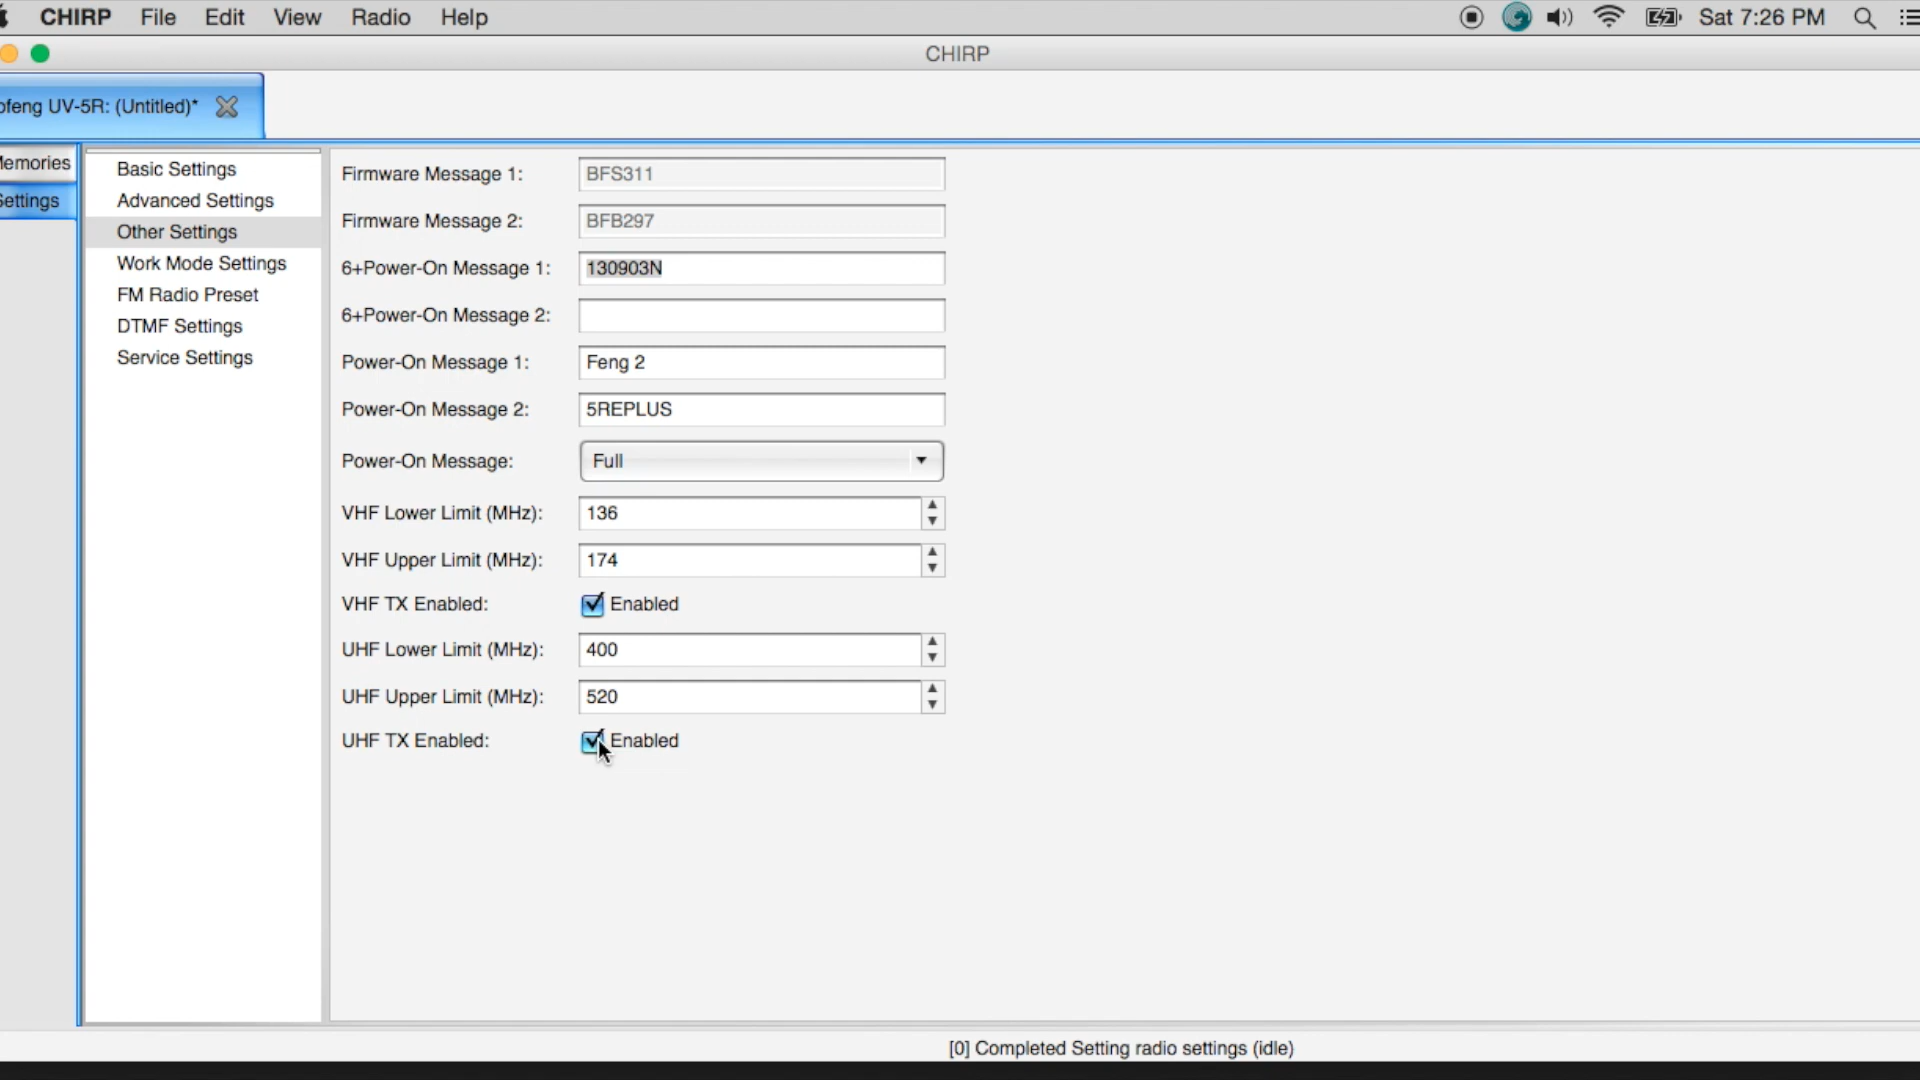 CHIRP File Edit View Radio Help Sat 7:26 PM
CHIRP
ofeng UV-5R: (Untitled)*
Memories
Settings
Basic Settings
Advanced Settings
Other Settings
Work Mode Settings
FM Radio Preset
DTMF Settings
Service Settings
Firmware Message 1: BFS311
Firmware Message 2: BFB297
6+Power-On Message 1: 130903N
6+Power-On Message 2:
Power-On Message 1: Feng 2
Power-On Message 2: 5REPLUS
Power-On Message: Full
VHF Lower Limit (MHz): 136
VHF Upper Limit (MHz): 174
VHF TX Enabled: Enabled
UHF Lower Limit (MHz): 400
UHF Upper Limit (MHz): 520
UHF TX Enabled: Enabled
[0] Completed Setting radio settings (idle)